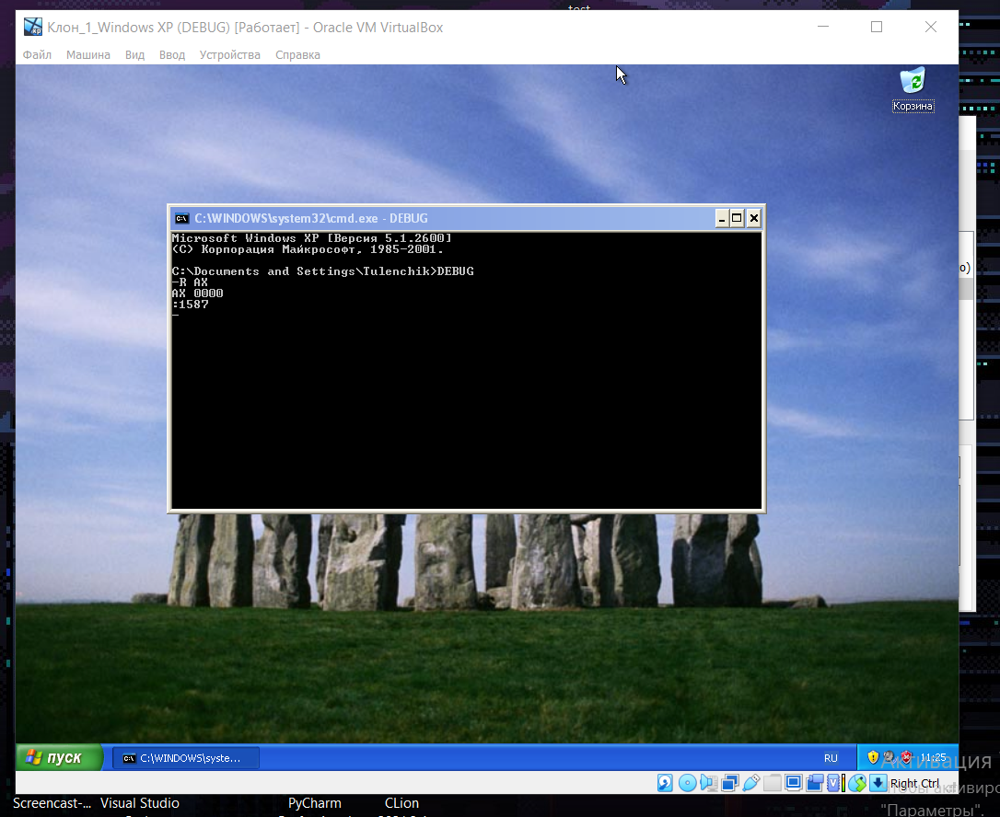 test
Клон_1_Windows XP (DEBUG) [Работает] - Oracle VM VirtualBox
Файл Машина Вид Ввод Устройства Справка
Корзина
C:\WINDOWS\system32\cmd.exe - DEBUG
Microsoft Windows XP [Версия 5.1.2600]
(C) Корпорация Майкрософт, 1985-2001.
C:\Documents and Settings\Tulenchik>DEBUG
-R AX
AX 0000
:1587
_
о)
пуск
C:\WINDOWS\syste...
RU
11:25
Активация
Чтобы активиро
"Параметры".
Right Ctrl
Screencast-... Visual Studio PyCharm CLion